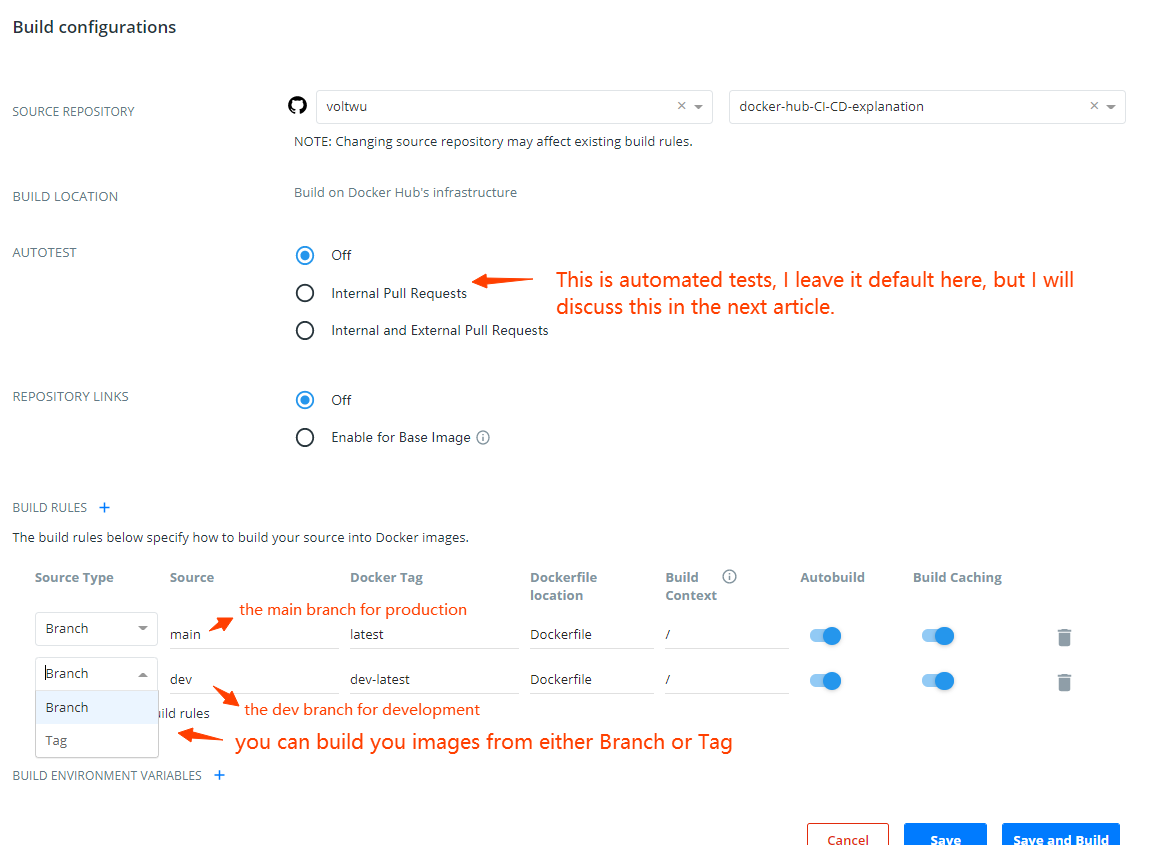 Build configurations
SOURCE REPOSITORY
voltwu
docker-hub-CI-CD-explanation
NOTE: Changing source repository may affect existing build rules.
BUILD LOCATION
Build on Docker Hub's infrastructure
AUTOTEST
Off
Internal Pull Requests
This is automated tests, I leave it default here, but I will
discuss this in the next article.
Internal and External Pull Requests
REPOSITORY LINKS
Off
Enable for Base Image
BUILD RULES +
The build rules below specify how to build your source into Docker images.
Source Type Source Docker Tag Dockerfile location Build Context Autobuild Build Caching
the main branch for production
Branch main latest Dockerfile /
Branch dev dev-latest Dockerfile /
the dev branch for development
Branch
build rules
Tag
you can build you images from either Branch or Tag
BUILD ENVIRONMENT VARIABLES +
Cancel Save Save and Build